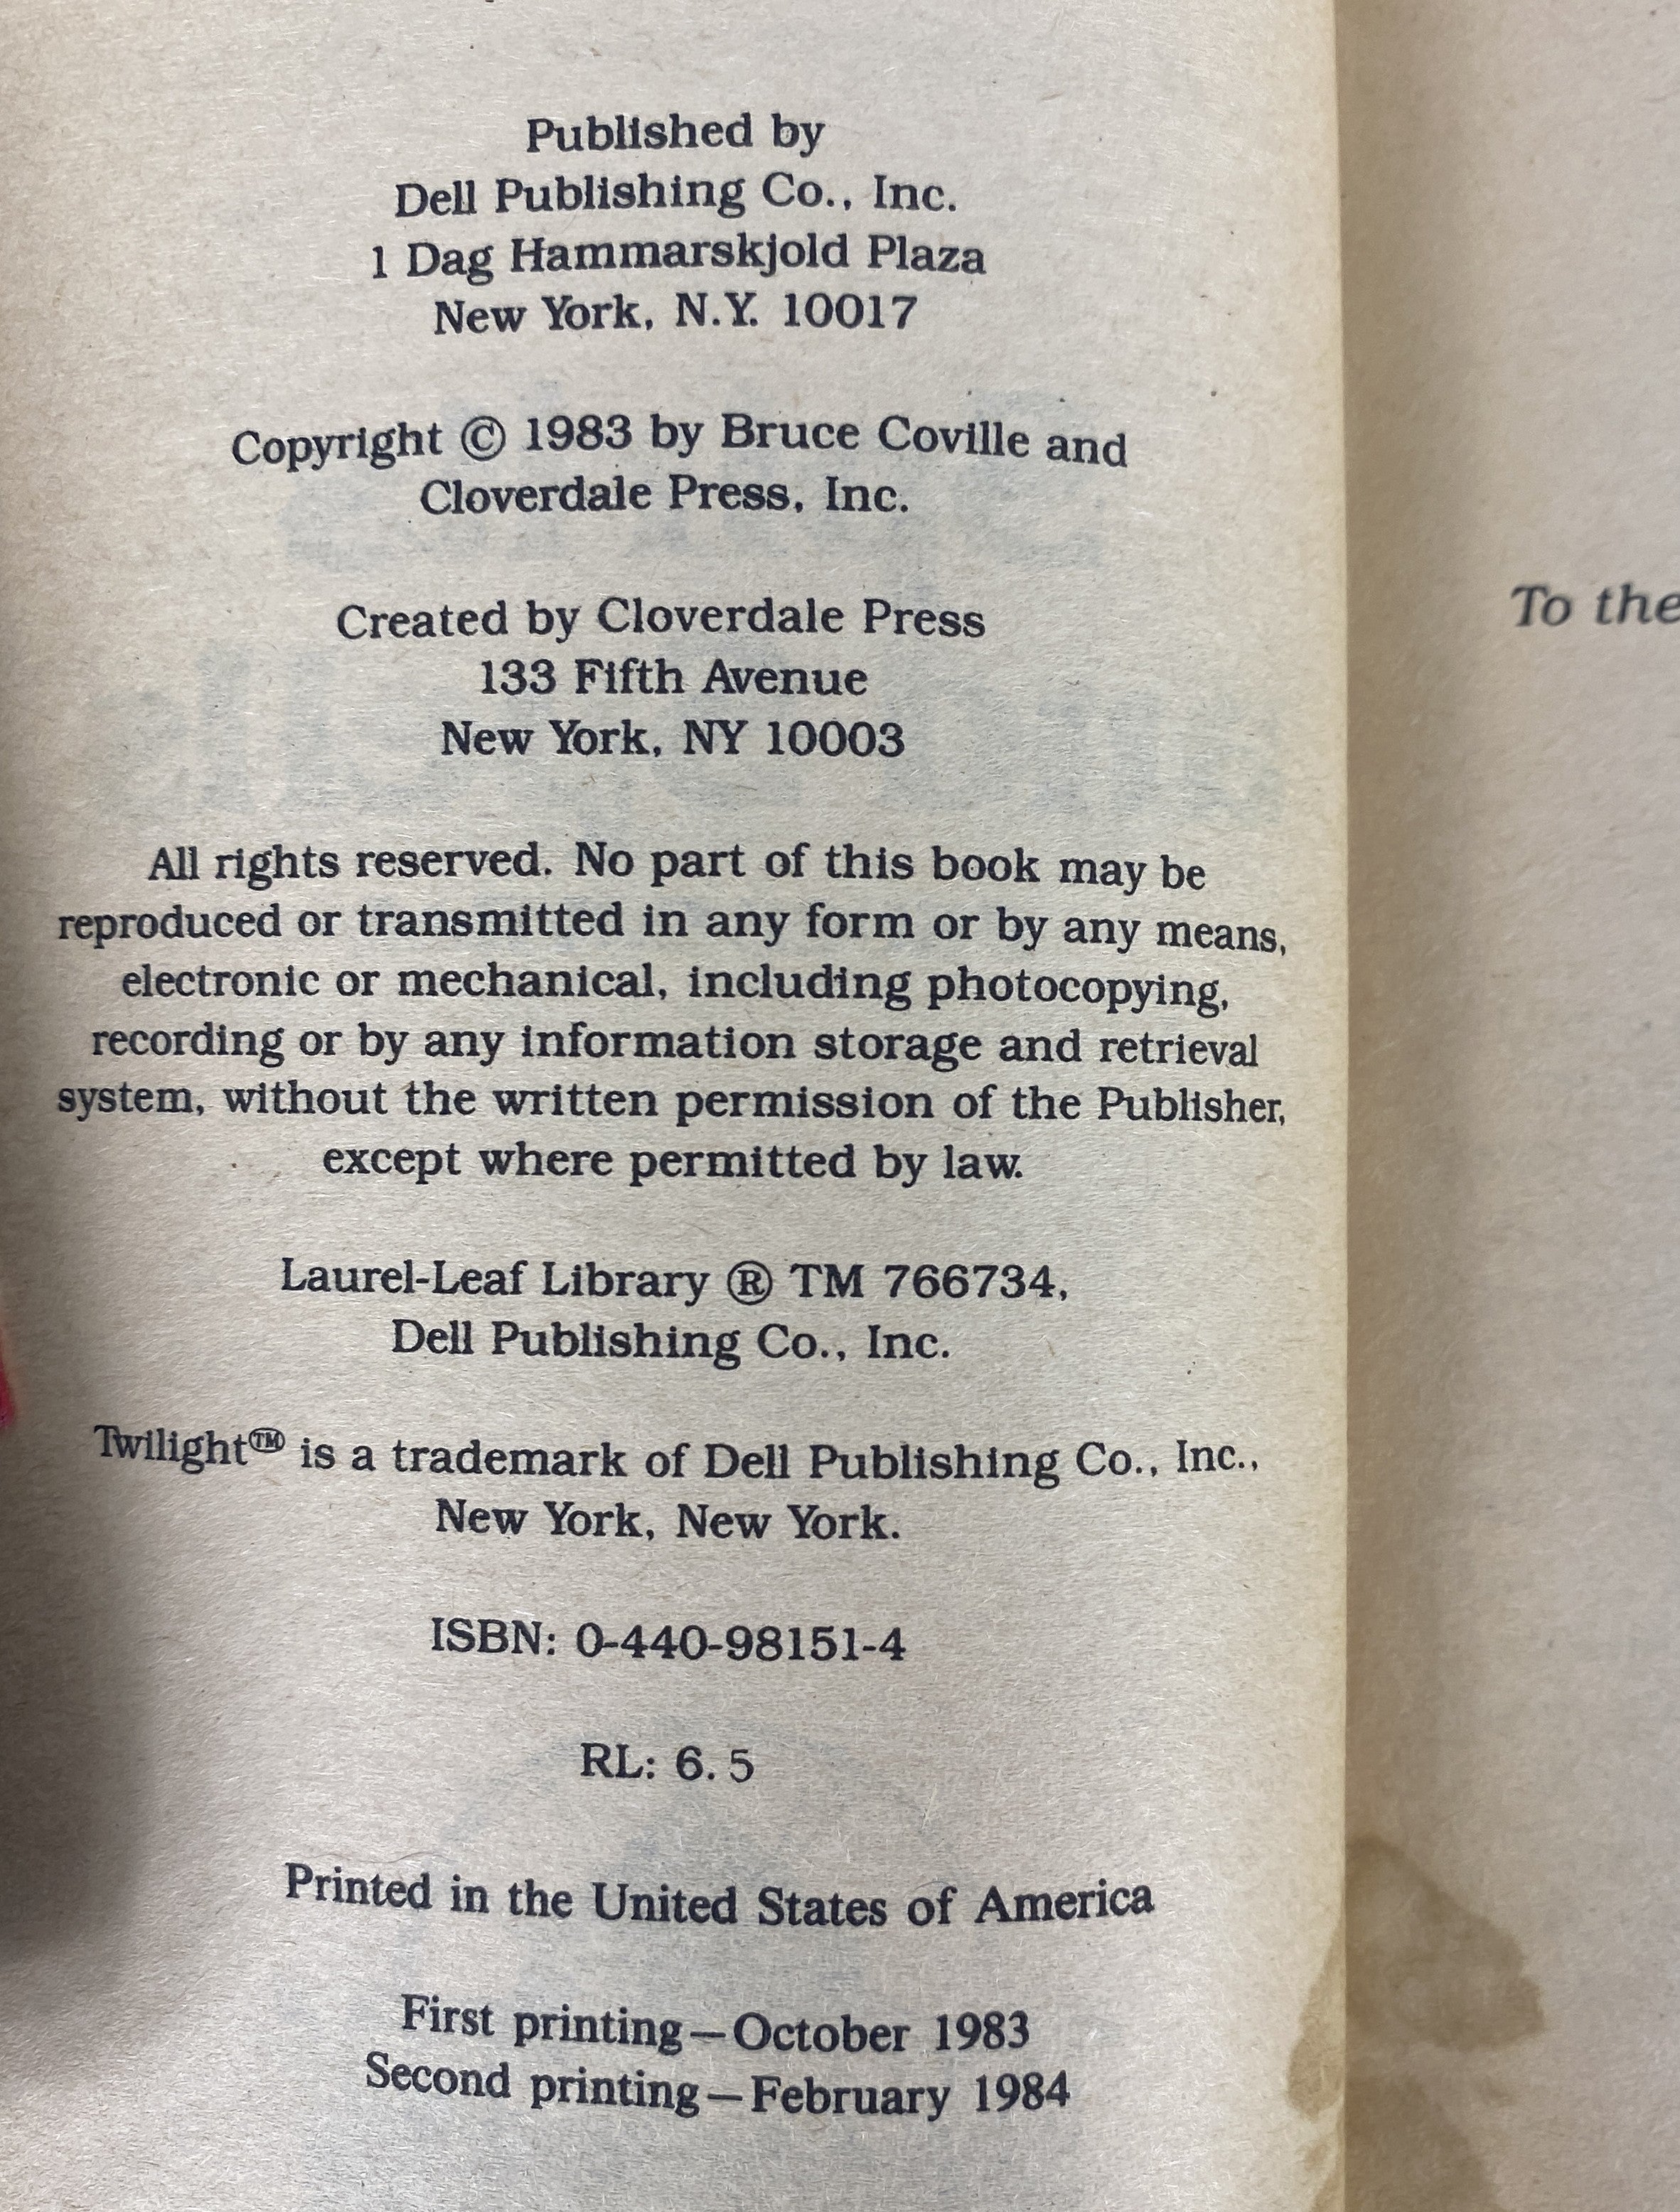 Published by
Dell Publishing Co., Inc.
1 Dag Hammarskjold Plaza
New York, N.Y. 10017
Copyright © 1983 by Bruce Coville and
Cloverdale Press, Inc.
Created by Cloverdale Press
133 Fifth Avenue
New York, NY 10003
All rights reserved. No part of this book may be
reproduced or transmitted in any form or by any means,
electronic or mechanical, including photocopying,
recording or by any information storage and retrieval
system, without the written permission of the Publisher,
except where permitted by law.
Laurel-Leaf Library ® TM 766734,
Dell Publishing Co., Inc.
Twilight™ is a trademark of Dell Publishing Co., Inc.,
New York, New York.
ISBN: 0-440-98151-4
RL: 6.5
Printed in the United States of America
First printing—October 1983
Second printing—February 1984
To the